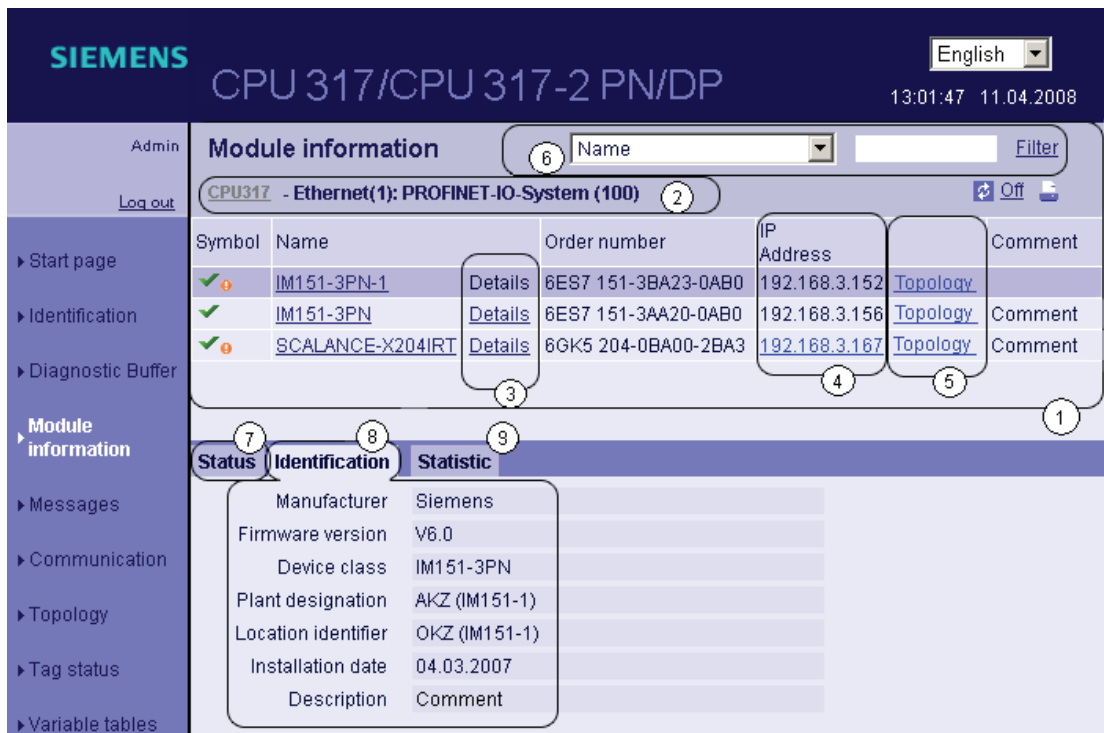 SIEMENS
CPU 317/CPU 317-2 PN/DP
English
13:01:47 11.04.2008
Admin
Log out
Module information
6
Name
Filter
CPU317 - Ethernet(1): PROFINET-IO-System (100)
2
Off
Symbol Name Order number IP Address Comment
IM151-3PN-1 Details 6ES7 151-3BA23-0AB0 192.168.3.152 Topology
IM151-3PN Details 6ES7 151-3AA20-0AB0 192.168.3.156 Topology Comment
SCALANCE-X204IRT Details 6GK5 204-0BA00-2BA3 192.168.3.167 Topology Comment
3
4
5
1
Start page
Identification
Diagnostic Buffer
Module
information
Messages
Communication
Topology
Tag status
Variable tables
7
8
9
Status Identification Statistic
Manufacturer Siemens
Firmware version V6.0
Device class IM151-3PN
Plant designation AKZ (IM151-1)
Location identifier OKZ (IM151-1)
Installation date 04.03.2007
Description Comment